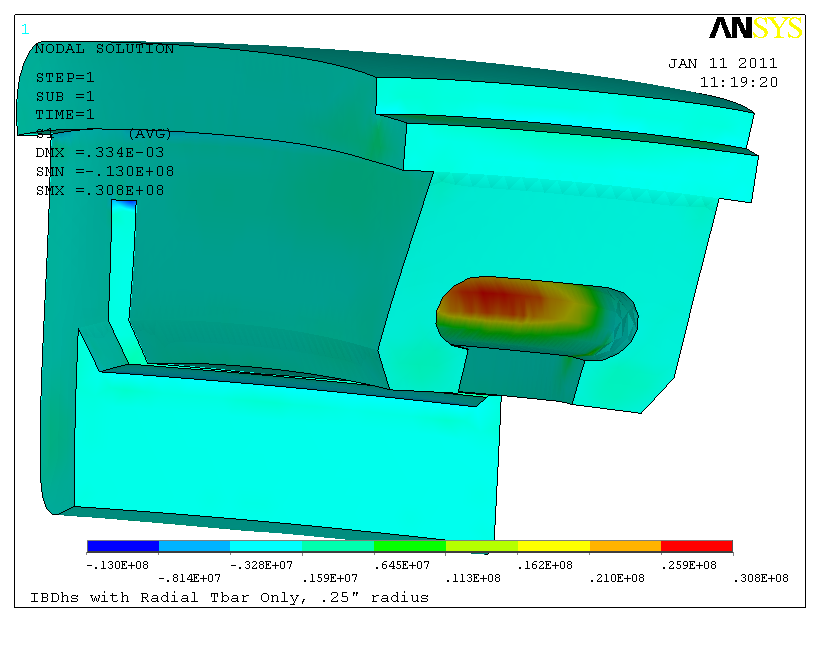 1
ANSYS
NODAL SOLUTION
JAN 11 2011
11:19:20
STEP=1
SUB =1
TIME=1
S1 (AVG)
DMX =.334E-03
SMN =-.130E+08
SMX =.308E+08
-.130E+08 -.814E+07 -.328E+07 .159E+07 .645E+07 .113E+08 .162E+08 .210E+08 .259E+08 .308E+08
IBDhs with Radial Tbar Only, .25" radius